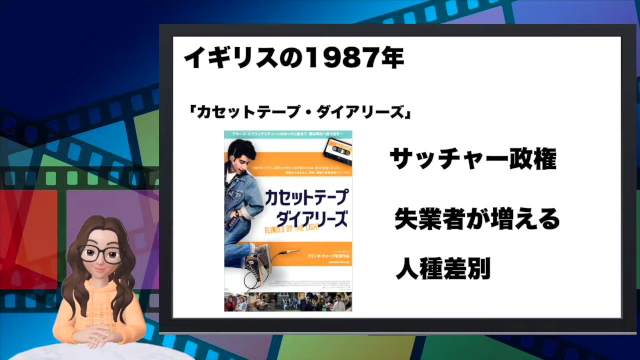 イギリスの1987年
「カセットテープ・ダイアリーズ」
カセットテープ
ダイアリーズ
BLINDED BY THE LIGHT
サッチャー政権
失業者が増える
人種差別